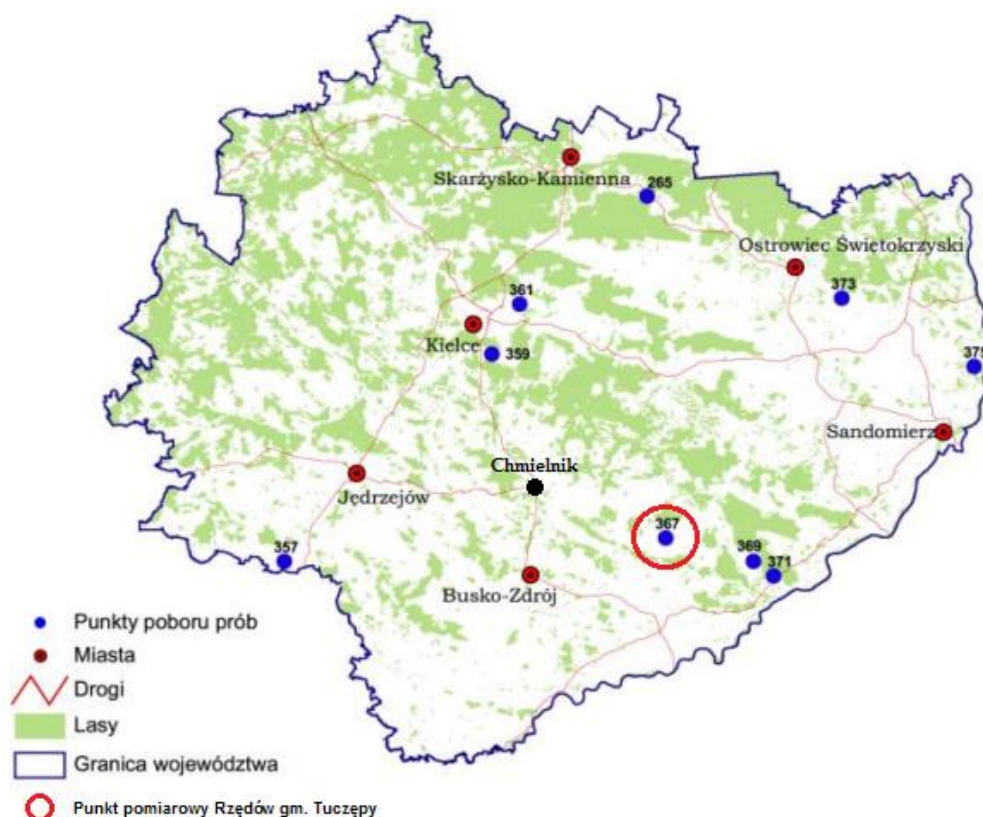 Skarżysko-Kamienna
265
Ostrowiec Świętokrzyski
373
361
Kielce
359
375
Sandomierz
Chmielnik
Jędrzejów
367
357
369
371
Busko-Zdrój
Punkty poboru prób
Miasta
Drogi
Lasy
Granica województwa
Punkt pomiarowy Rzędów gm. Tuczępy